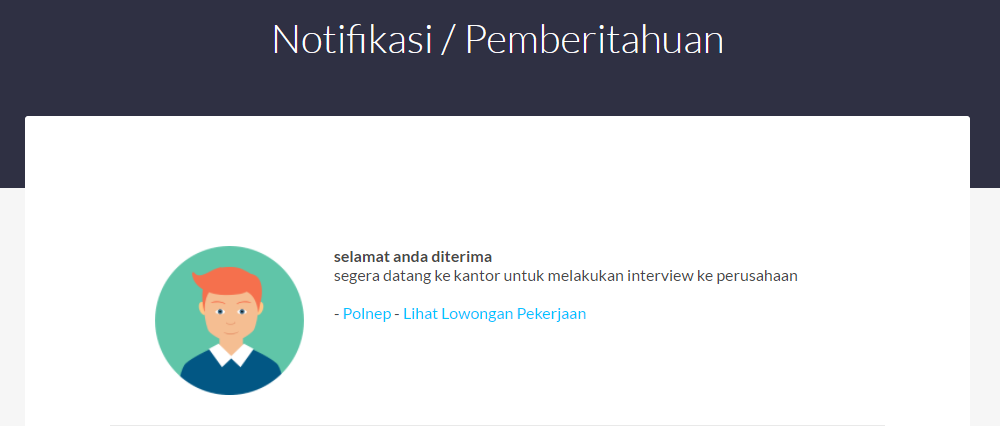 Notifikasi / Pemberitahuan
selamat anda diterima
segera datang ke kantor untuk melakukan interview ke perusahaan
- Polnep - Lihat Lowongan Pekerjaan